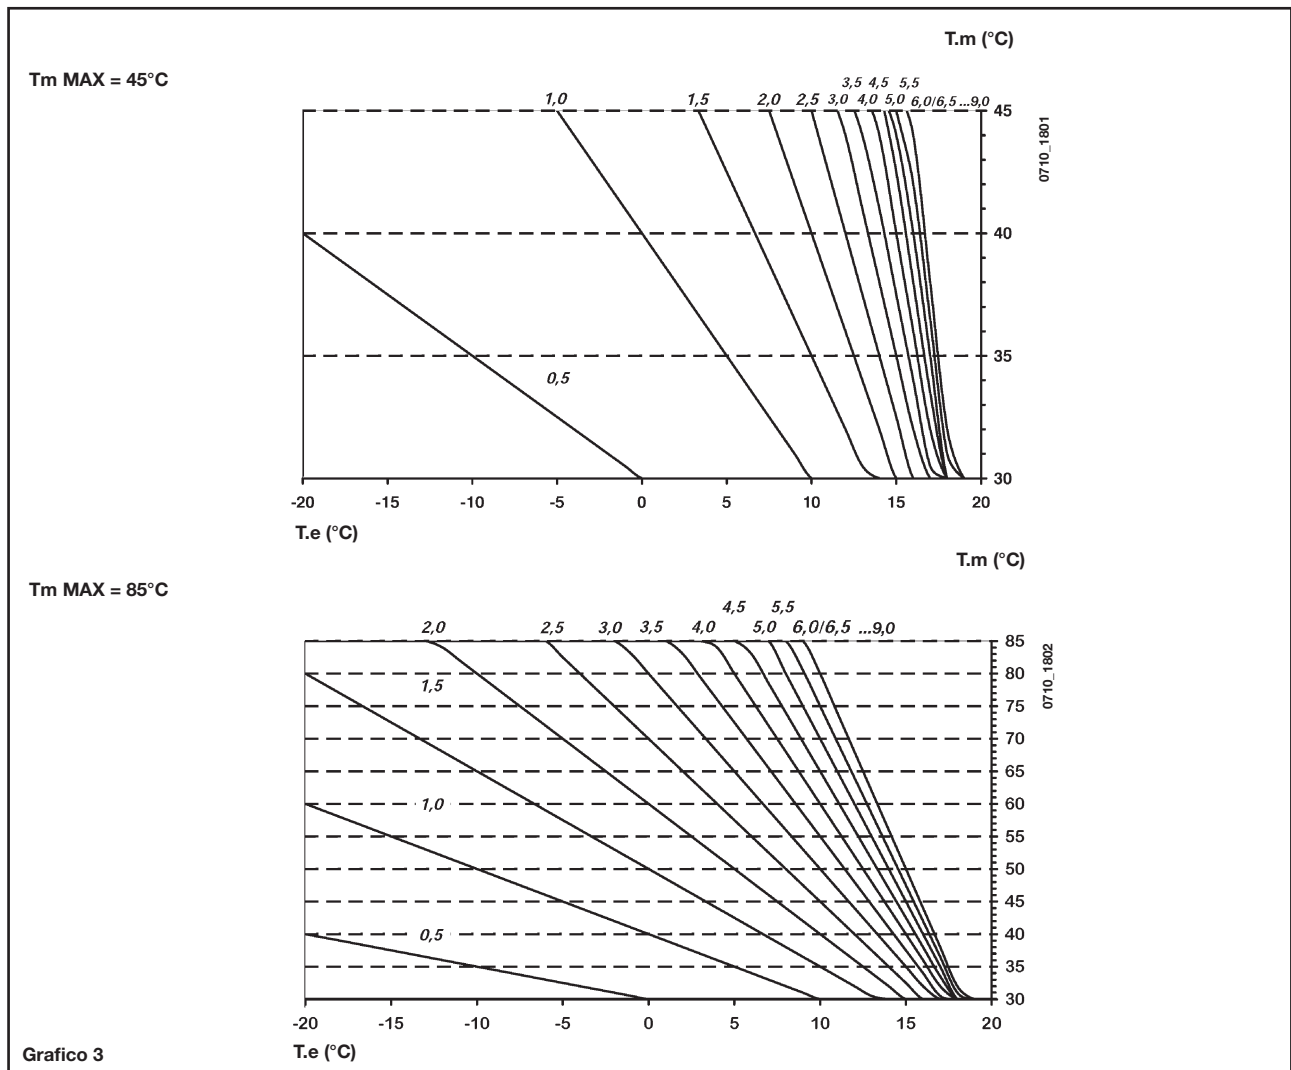 T.m (°C)
Tm MAX = 45°C
3,5 4,5 5,5
1,0 1,5 2,0 2,5 3,0 4,0 5,0 6,0/6,5 ...9,0
45
40
35
30
0,5
0710_1801
-20 -15 -10 -5 0 5 10 15 20
T.e (°C)
T.m (°C)
Tm MAX = 85°C
4,5 5,5
2,0 2,5 3,0 3,5 4,0 5,0 6,0/6,5 ...9,0
85
80
75
70
65
60
55
50
45
40
35
30
1,5
1,0
0,5
0710_1802
-20 -15 -10 -5 0 5 10 15 20
T.e (°C)
Grafico 3